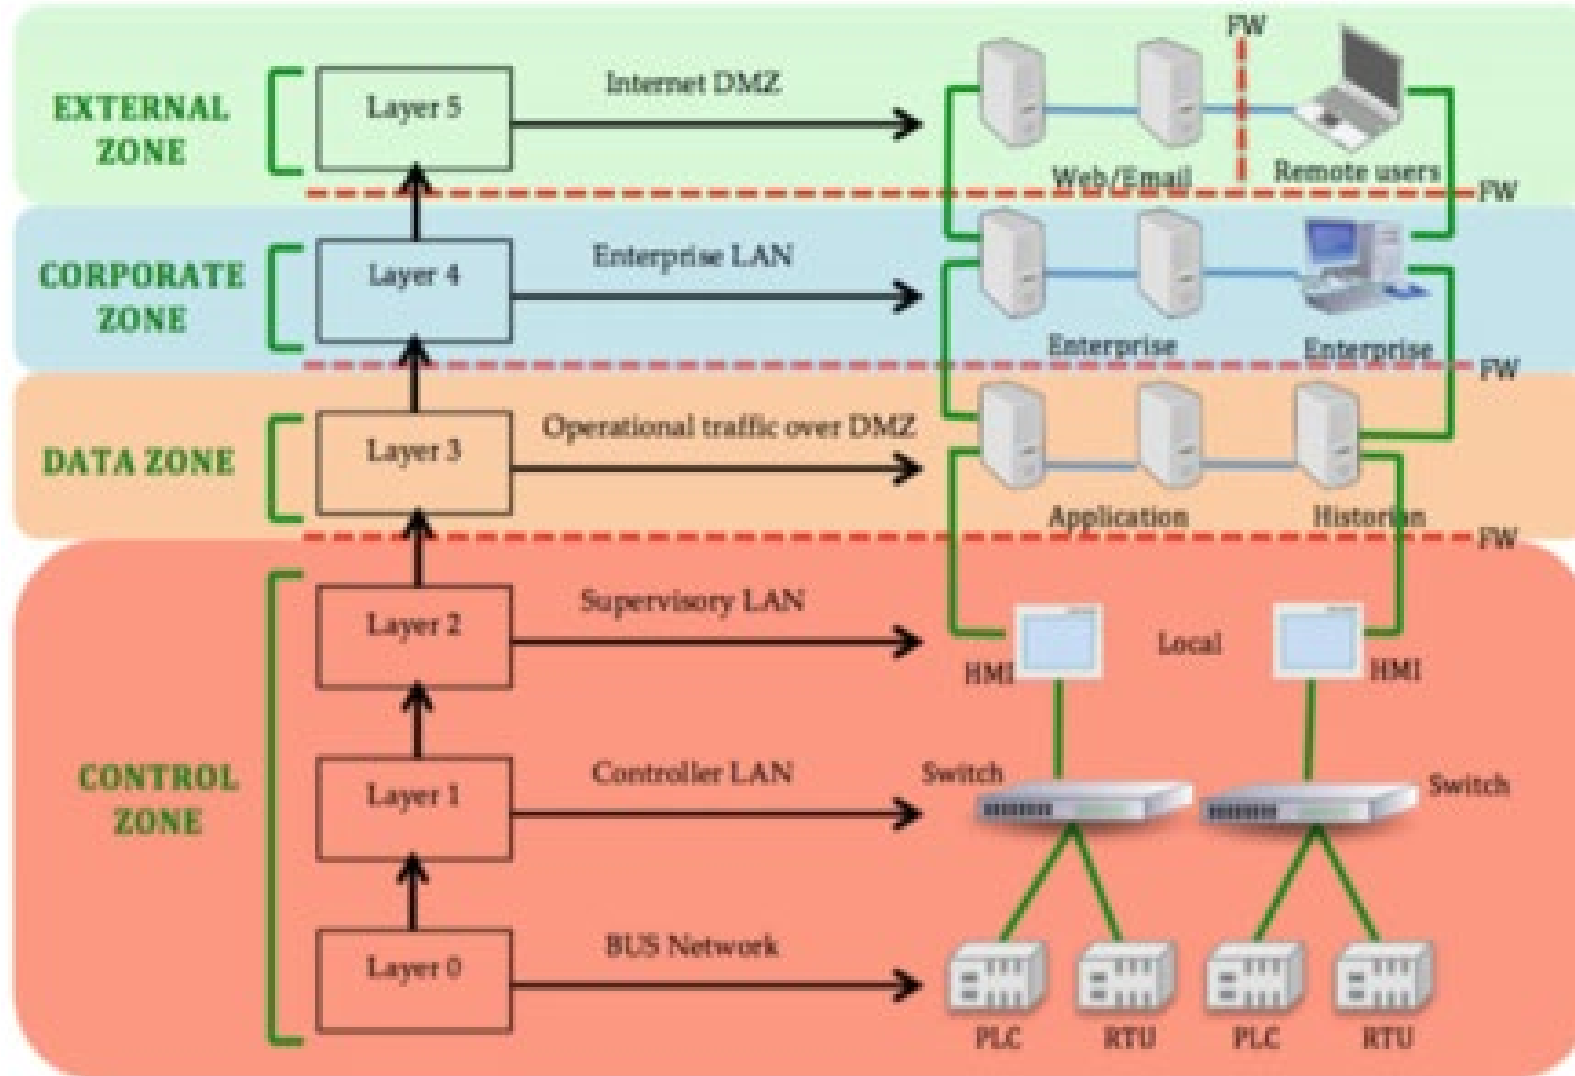 FW
EXTERNAL
ZONE
Layer 5
Internet DMZ
Web/Email
Remote users
FW
CORPORATE
ZONE
Layer 4
Enterprise LAN
Enterprise
Enterprise
FW
DATA ZONE
Layer 3
Operational traffic over DMZ
Application
Historian
FW
Layer 2
Supervisory LAN
HMI
Local
HMI
CONTROL
ZONE
Layer 1
Controller LAN
Switch
Switch
Layer 0
BUS Network
PLC
RTU
PLC
RTU